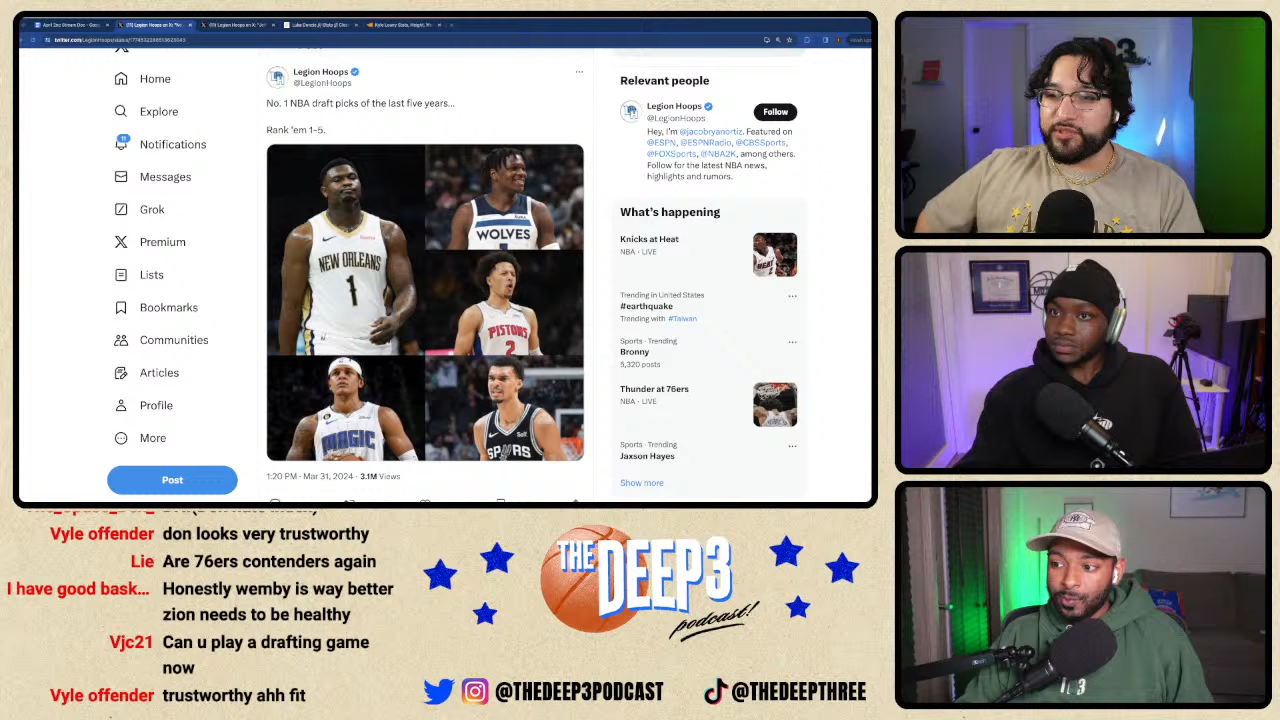 twitter.com/LegionHoops/status/
Home
Explore
11
Notifications
Messages
Grok
Premium
Lists
Bookmarks
Communities
Articles
Profile
More
Post
Legion Hoops
@LegionHoops
No. 1 NBA draft picks of the last five years...
Rank 'em 1-5.
NEW ORLEANS
1
WOLVES
PISTONS
2
MAGIC
SPURS
1:20 PM · Mar 31, 2024 · 3.1M Views
Relevant people
Legion Hoops
@LegionHoops
Follow
Hey, I'm @jacobryanortiz. Featured on
@ESPN, @ESPNRadio, @CBSSports,
@FOXSports, @NBA2K, among others.
Follow for the latest NBA news,
highlights and rumors.
What's happening
Knicks at Heat
NBA · LIVE
Trending in United States
#earthquake
Trending with #Taiwan
Sports · Trending
Bronny
5,320 posts
Thunder at 76ers
NBA · LIVE
Sports · Trending
Jaxson Hayes
Show more
Vyle offender don looks very trustworthy
Lie Are 76ers contenders again
I have good bask... Honestly wemby is way better
zion needs to be healthy
Vjc21 Can u play a drafting game
now
Vyle offender trustworthy ahh fit
THE DEEP3
podcast!
@THEDEEP3PODCAST
@THEDEEPTHREE